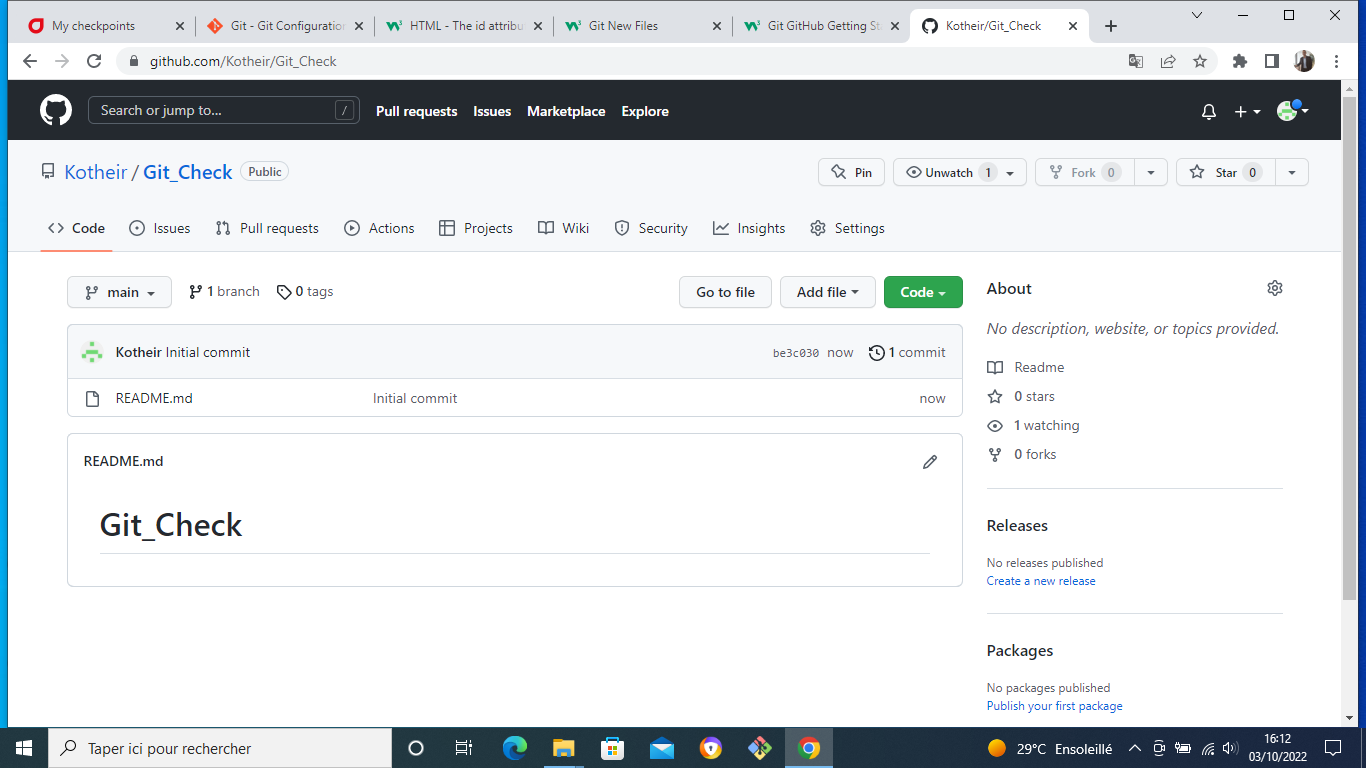 My checkpoints
Git - Git Configuration
HTML - The id attribu
Git New Files
Git GitHub Getting St
Kotheir/Git_Check
github.com/Kotheir/Git_Check
Search or jump to...
/
Pull requests
Issues
Marketplace
Explore
Kotheir / Git_Check
Public
Pin
Unwatch 1
Fork 0
Star 0
Code
Issues
Pull requests
Actions
Projects
Wiki
Security
Insights
Settings
main
1 branch
0 tags
Go to file
Add file
Code
Kotheir Initial commit
be3c030 now
1 commit
README.md
Initial commit
now
README.md
Git_Check
About
No description, website, or topics provided.
Readme
0 stars
1 watching
0 forks
Releases
No releases published
Create a new release
Packages
No packages published
Publish your first package
Taper ici pour rechercher
29°C Ensoleillé
16:12
03/10/2022